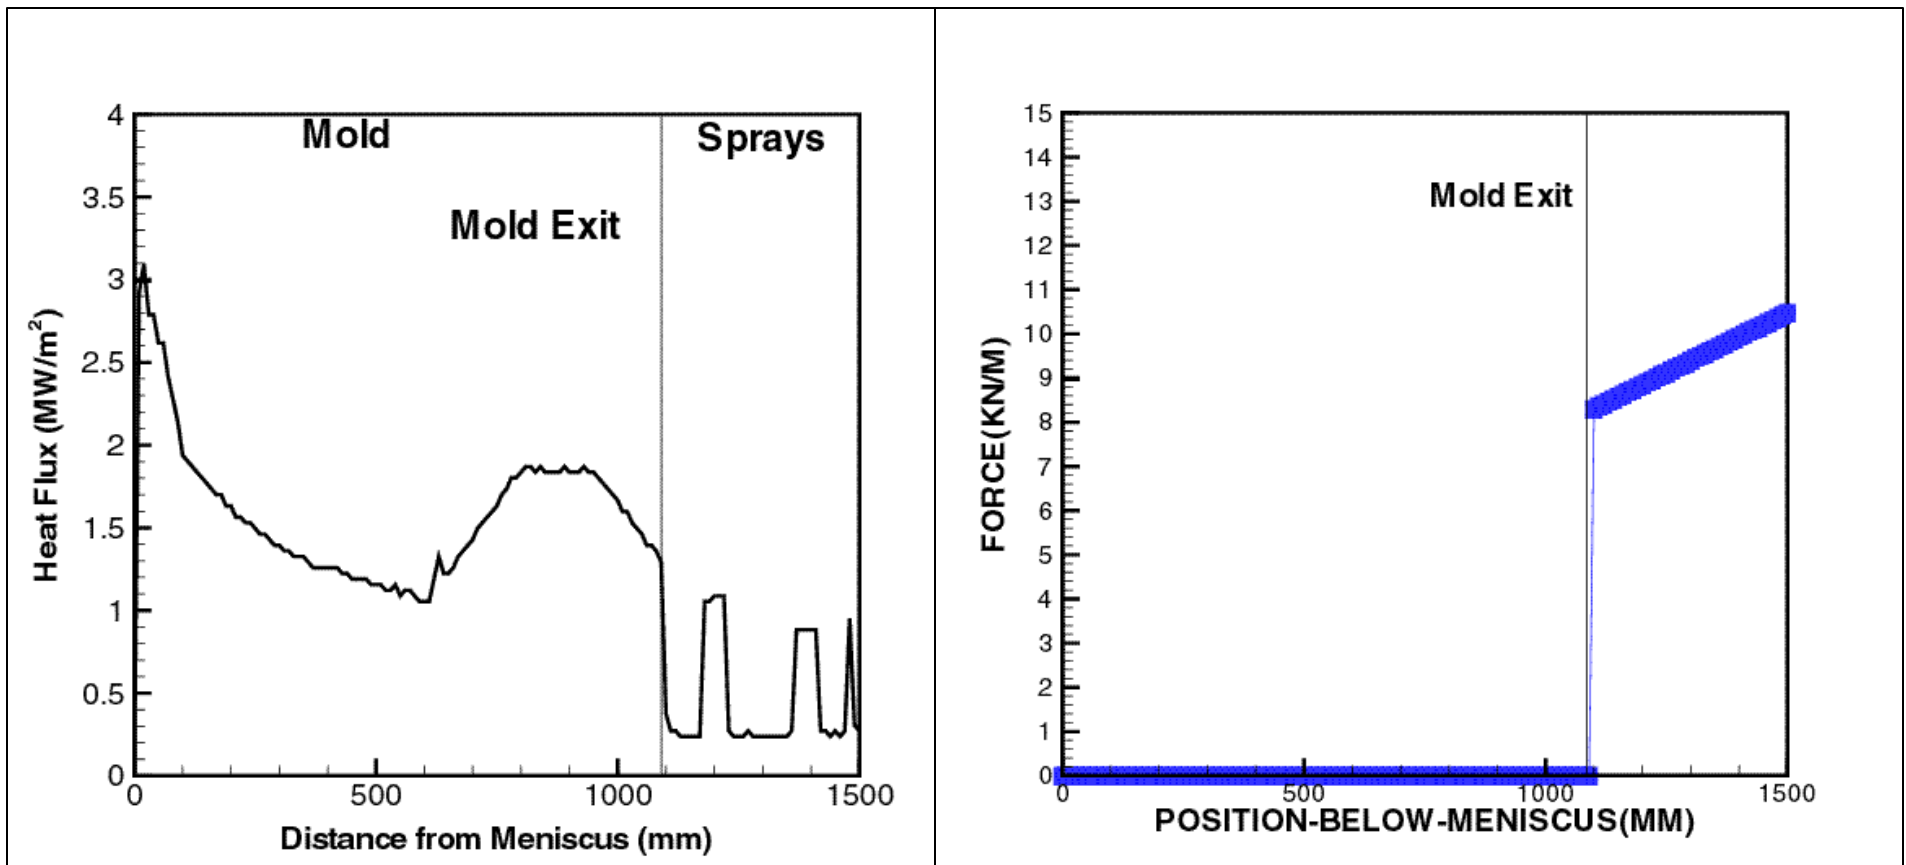 4
Mold
Sprays
3.5
Mold Exit
3
2.5
2
1.5
1
0.5
0
Heat Flux (MW/m²)
0 500 1000 1500
Distance from Meniscus (mm)
15
14
Mold Exit
13
12
11
10
9
8
7
6
5
4
3
2
1
0
FORCE(KN/M)
0 500 1000 1500
POSITION-BELOW-MENISCUS(MM)